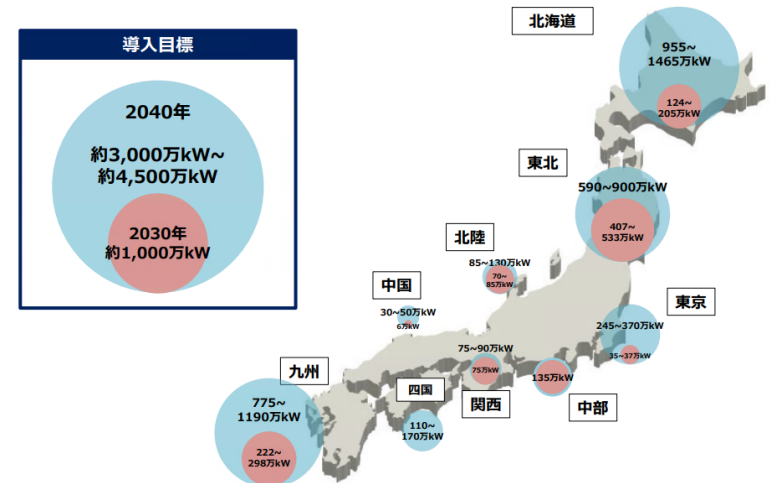 導入目標
2040年
約3,000万kW~
約4,500万kW
2030年
約1,000万kW
北海道
955~
1465万kW
124~
205万kW
東北
590~900万kW
407~
533万kW
北陸
85~130万kW
70~
85万kW
中国
30~50万kW
6万kW
東京
245~370万kW
35~37万kW
75~90万kW
75万kW
関西
135万kW
中部
九州
775~
1190万kW
222~
298万kW
四国
110~
170万kW